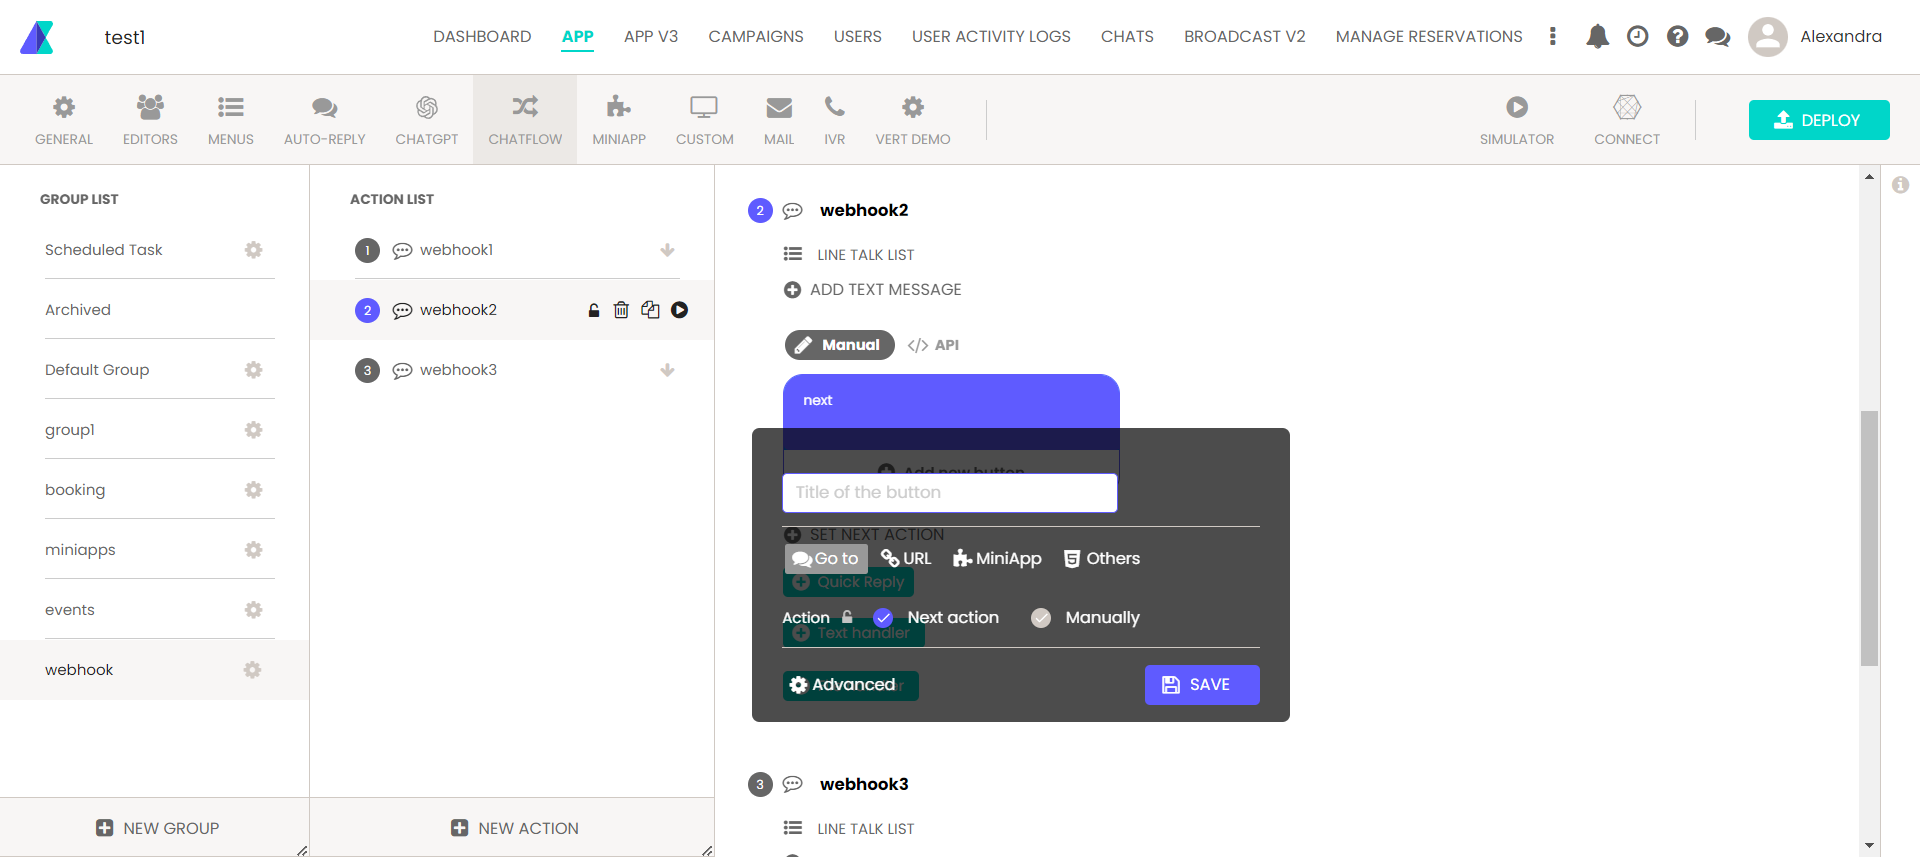 test1
DASHBOARD
APP
APP V3
CAMPAIGNS
USERS
USER ACTIVITY LOGS
CHATS
BROADCAST V2
MANAGE RESERVATIONS
Alexandra
GENERAL
EDITORS
MENUS
AUTO-REPLY
CHATGPT
CHATFLOW
MINIAPP
CUSTOM
MAIL
IVR
VERT DEMO
SIMULATOR
CONNECT
DEPLOY
GROUP LIST
Scheduled Task
Archived
Default Group
group1
booking
miniapps
events
webhook
NEW GROUP
ACTION LIST
1 webhook1
2 webhook2
3 webhook3
NEW ACTION
2 webhook2
LINE TALK LIST
ADD TEXT MESSAGE
Manual
</> API
next
Add new button
Title of the button
SET NEXT ACTION
Go to
URL
MiniApp
Others
Quick Reply
Action
Next action
Manually
Text handler
Advanced
SAVE
3 webhook3
LINE TALK LIST